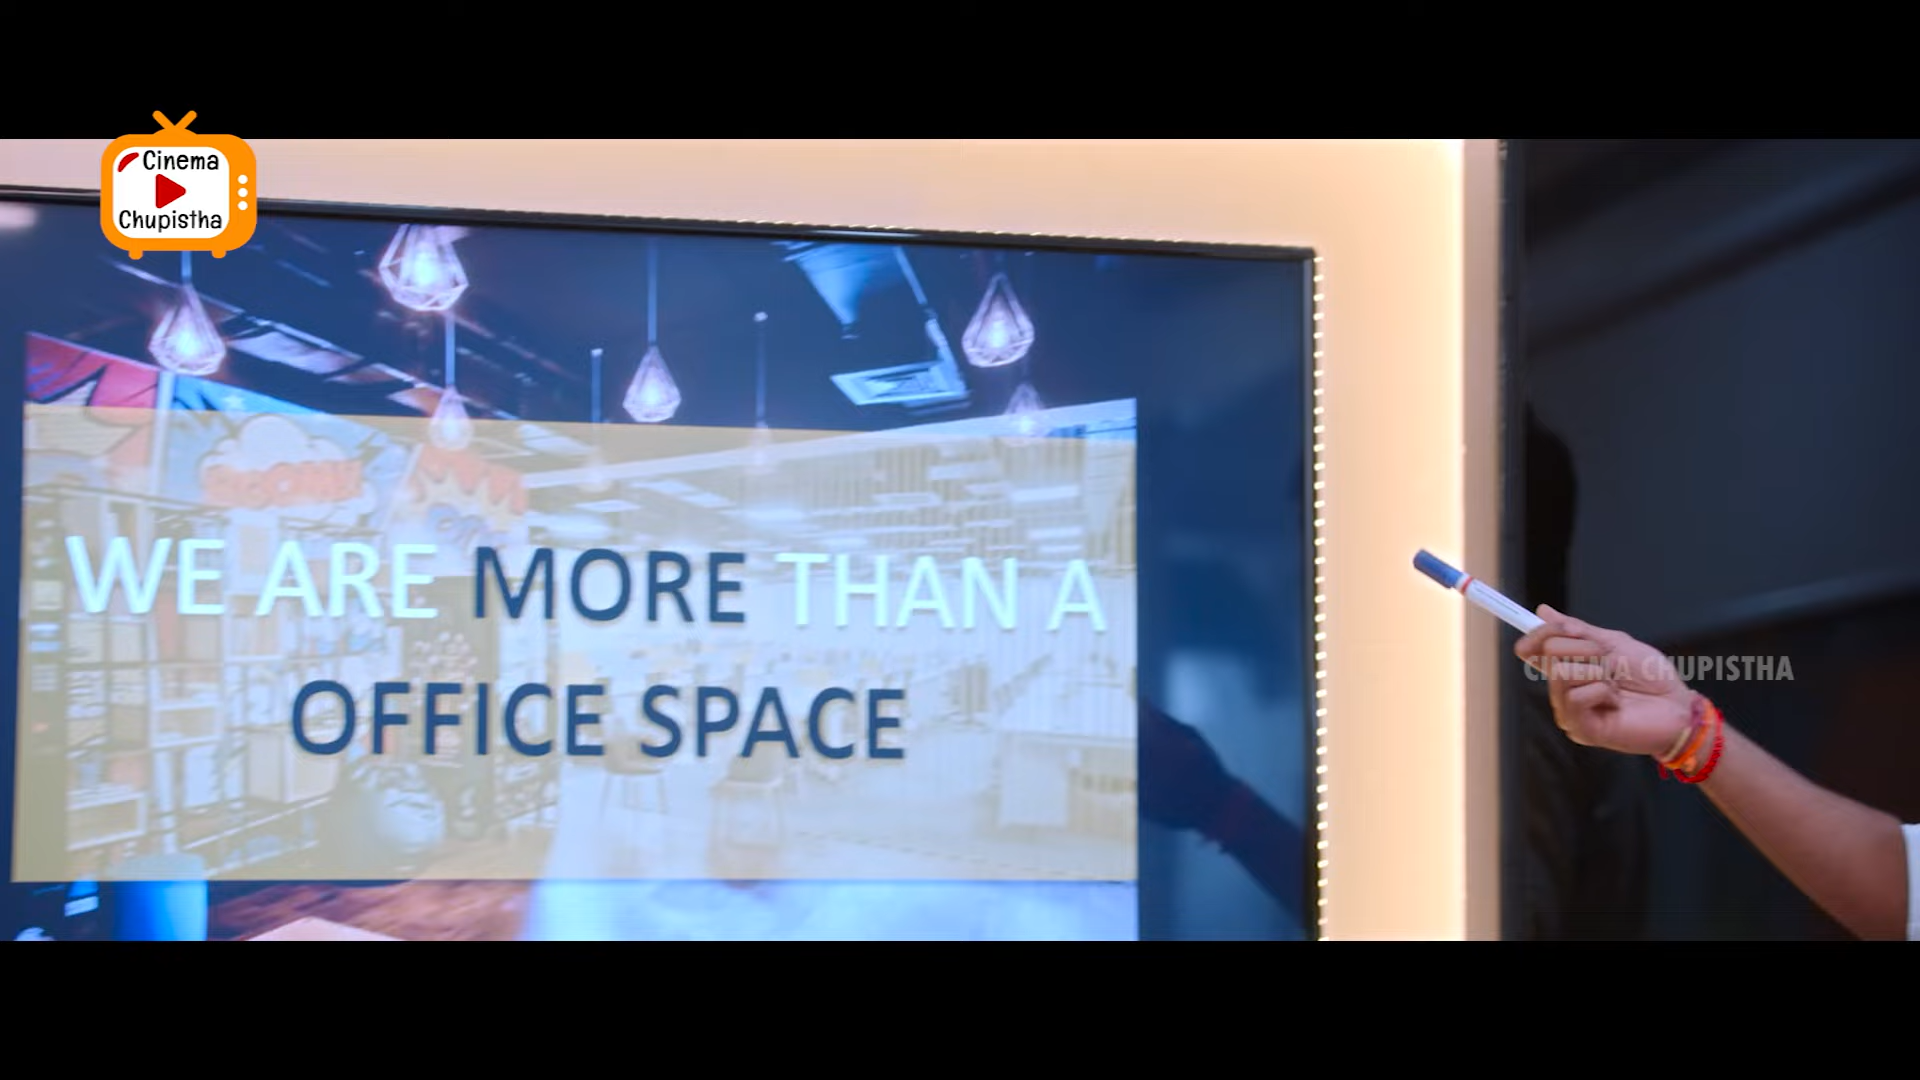 Cinema
Chupistha
WE ARE MORE THAN A
OFFICE SPACE
CINEMA CHUPISTHA